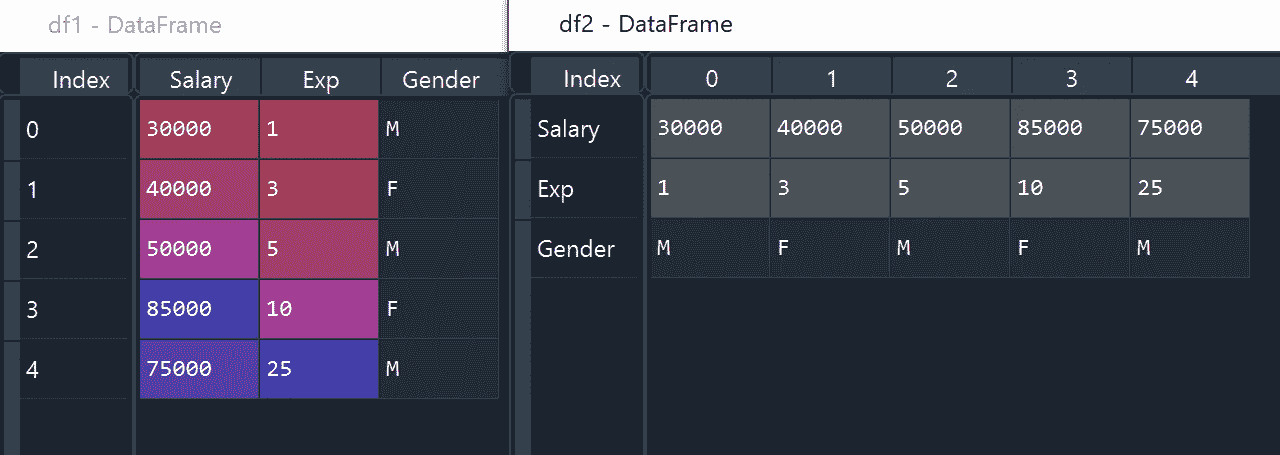 df1 - DataFrame
Index Salary Exp Gender
0 30000 1 M
1 40000 3 F
2 50000 5 M
3 85000 10 F
4 75000 25 M
df2 - DataFrame
Index 0 1 2 3 4
Salary 30000 40000 50000 85000 75000
Exp 1 3 5 10 25
Gender M F M F M